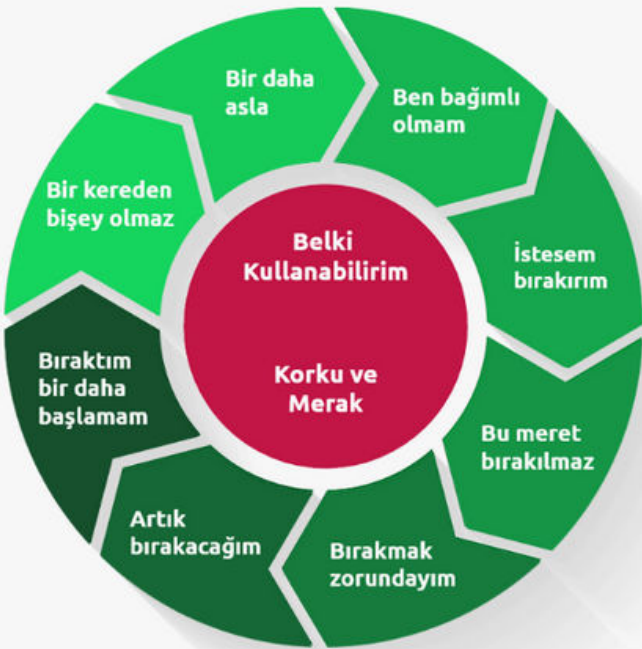 Bir daha
asla
Ben bağımlı
olmam
İstesem
bırakırım
Bu meret
bırakılmaz
Bırakmak
zorundayım
Artık
bırakacağım
Bıraktım
bir daha
başlamam
Bir kereden
bişey olmaz
Belki
Kullanabilirim
Korku ve
Merak